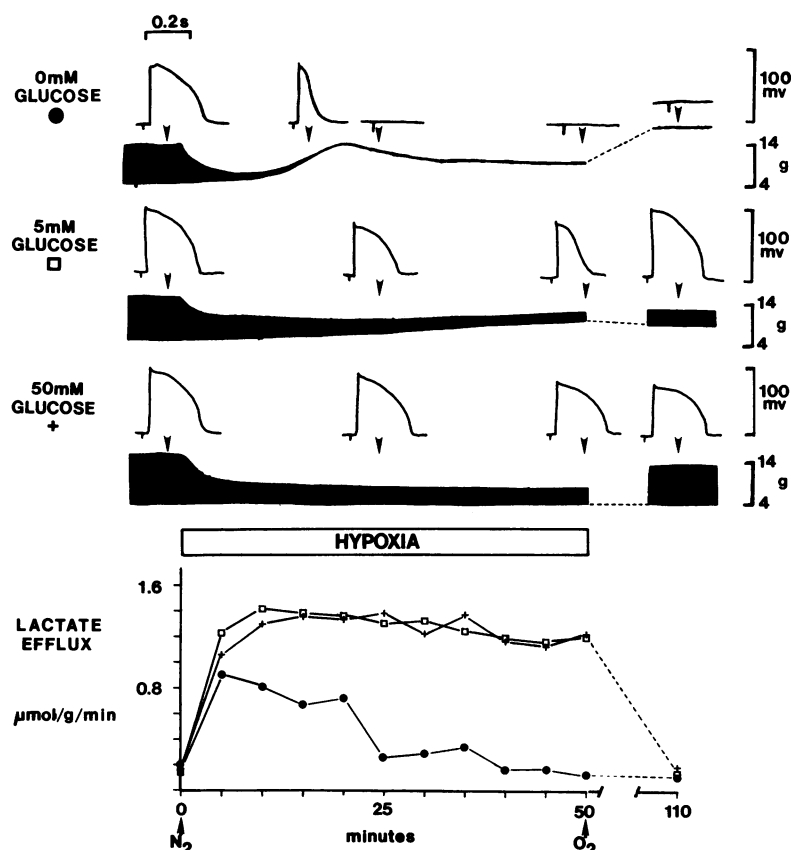 0.2s
0mM
GLUCOSE
100
mv
14
g
4
5mM
GLUCOSE
100
mv
14
g
4
50mM
GLUCOSE
+
100
mv
14
g
4
HYPOXIA
1.6
LACTATE
EFFLUX
0.8
μmol/g/min
0 25 50 110
minutes
N2 O2